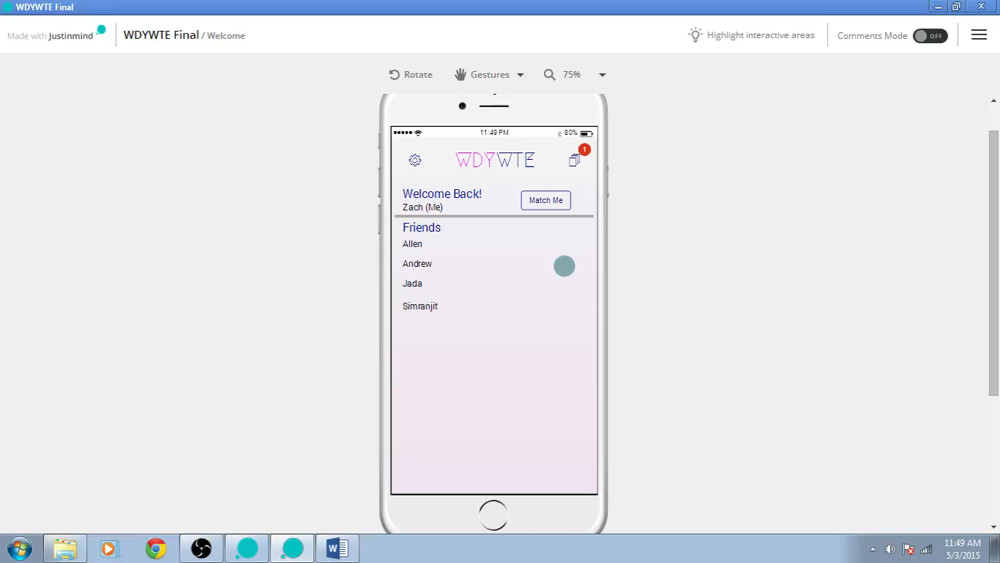 WDYWTE Final
Made with Justinmind
WDYWTE Final / Welcome
Highlight interactive areas
Comments Mode OFF
Rotate
Gestures
75%
11:49 PM
80%
WDYWTE
1
Welcome Back!
Zach (Me)
Match Me
Friends
Allen
Andrew
Jada
Simranjit
W
11:49 AM
5/3/2015